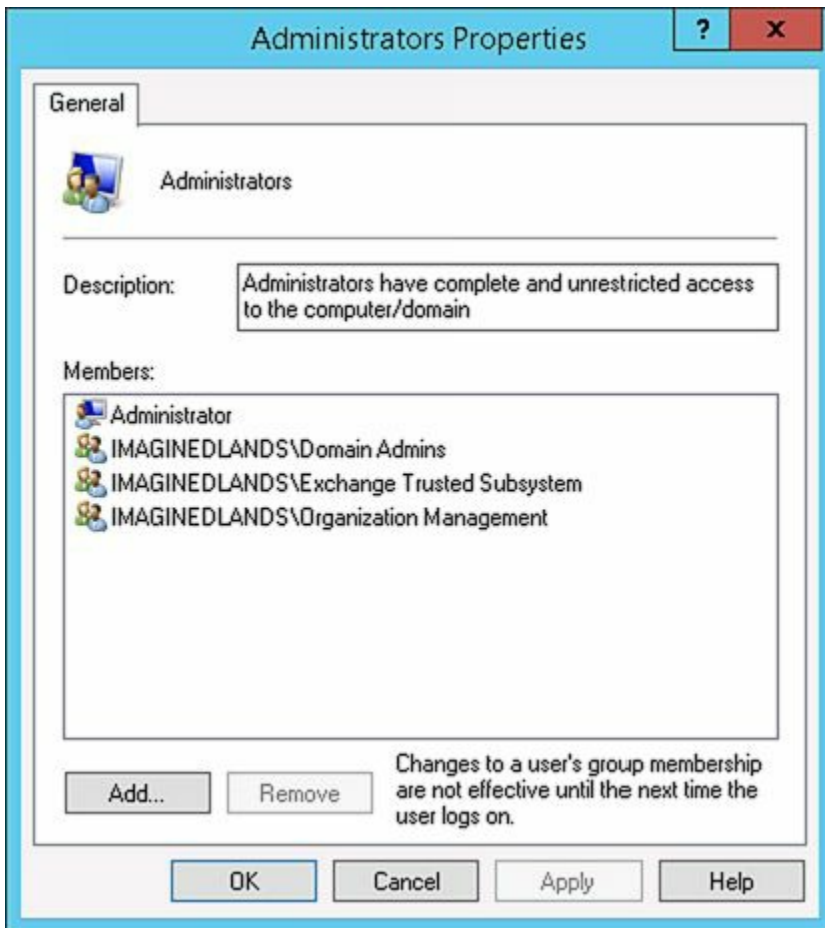 Administrators Properties
?
x
General
Administrators
Description:
Administrators have complete and unrestricted access
to the computer/domain
Members:
Administrator
IMAGINEDLANDS\Domain Admins
IMAGINEDLANDS\Exchange Trusted Subsystem
IMAGINEDLANDS\Organization Management
Add...
Remove
Changes to a user's group membership
are not effective until the next time the
user logs on.
OK
Cancel
Apply
Help